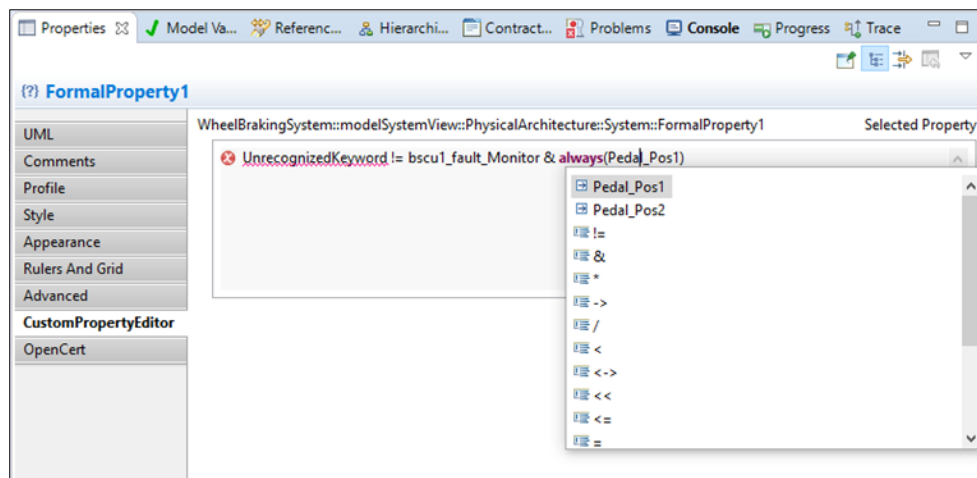 Properties Model Va... Referenc... Hierarchi... Contract... Problems Console Progress Trace
{?} FormalProperty1
WheelBrakingSystem::modelSystemView::PhysicalArchitecture::System::FormalProperty1 Selected Property
UML
Comments
Profile
Style
Appearance
Rulers And Grid
Advanced
CustomPropertyEditor
OpenCert
UnrecognizedKeyword != bscu1_fault_Monitor & always(Pedal_Pos1)
Pedal_Pos1
Pedal_Pos2
!=
&
*
->
/
<
<->
<<
<=
=